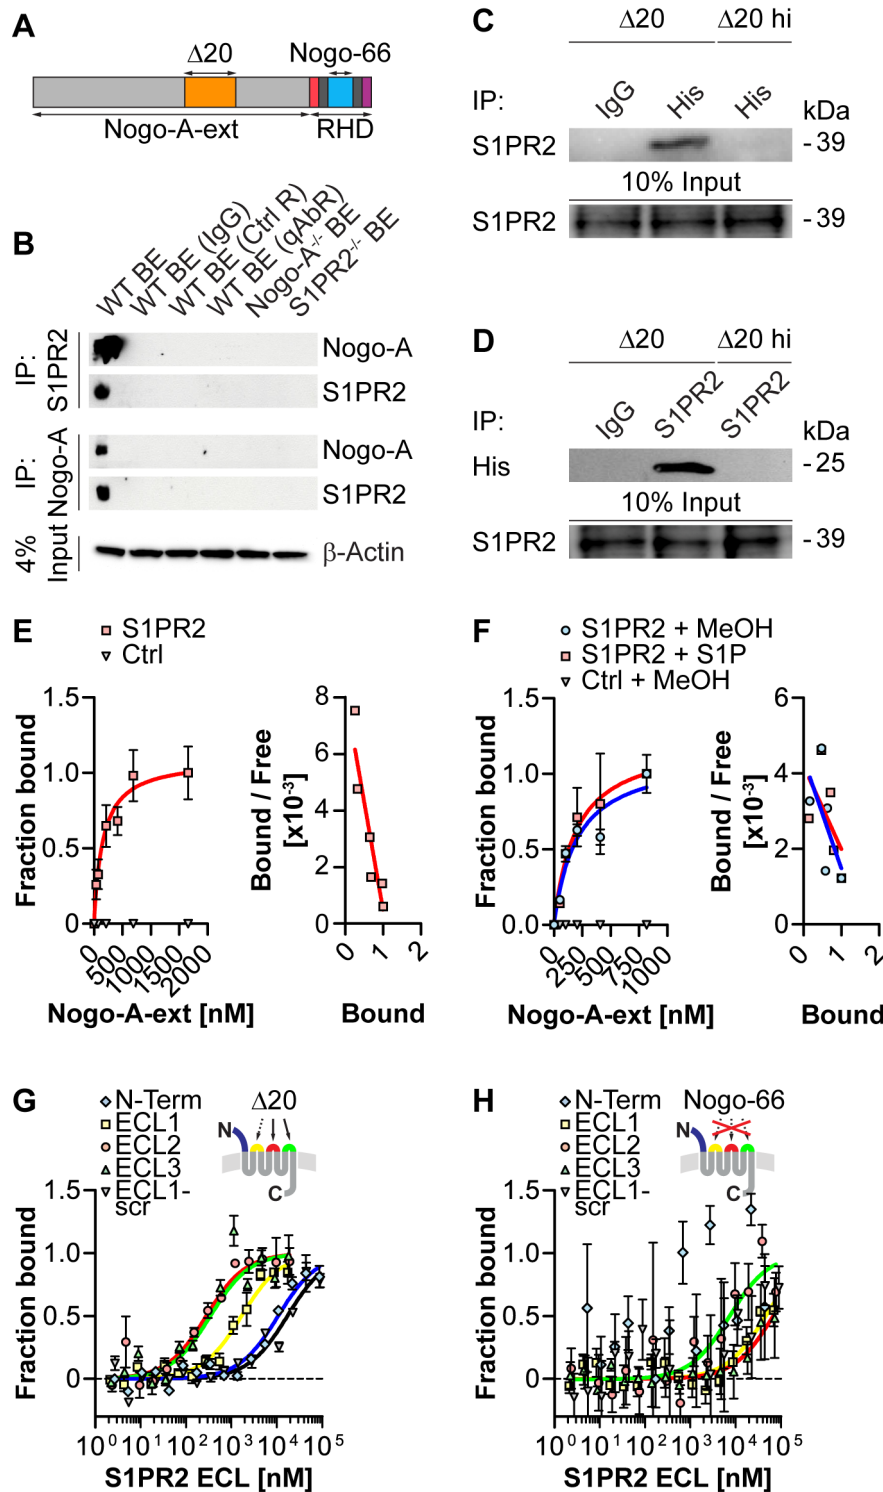 A
Δ20 Nogo-66
Nogo-A-ext RHD
B
WT BE
WT BE (IgG)
WT BE (Ctrl R)
WT BE (qAbR)
Nogo-A-/- BE
S1PR2-/- BE
IP: S1PR2
Nogo-A
S1PR2
IP: Nogo-A
Nogo-A
S1PR2
4% Input
β-Actin
C
Δ20 Δ20 hi
IP: IgG His His kDa
S1PR2 -39
10% Input
S1PR2 -39
D
Δ20 Δ20 hi
IP: IgG S1PR2 S1PR2 kDa
His -25
10% Input
S1PR2 -39
E
S1PR2
Ctrl
Fraction bound
1.5
1.0
0.5
0
0 500 1000 1500 2000
Nogo-A-ext [nM]
Bound / Free [x10-3]
8
6
4
2
0
0 1 2
Bound
F
S1PR2 + MeOH
S1PR2 + S1P
Ctrl + MeOH
Fraction bound
1.5
1.0
0.5
0.0
0 250 500 750 1000
Nogo-A-ext [nM]
Bound / Free [x10-3]
6
4
2
0
0 1 2
Bound
G
N-Term
ECL1
ECL2
ECL3
ECL1-scr
Δ20
N
C
Fraction bound
1.5
1.0
0.5
0
10^0 10^1 10^2 10^3 10^4 10^5
S1PR2 ECL [nM]
H
N-Term
ECL1
ECL2
ECL3
ECL1-scr
Nogo-66
N
C
Fraction bound
1.5
1.0
0.5
0
10^0 10^1 10^2 10^3 10^4 10^5
S1PR2 ECL [nM]